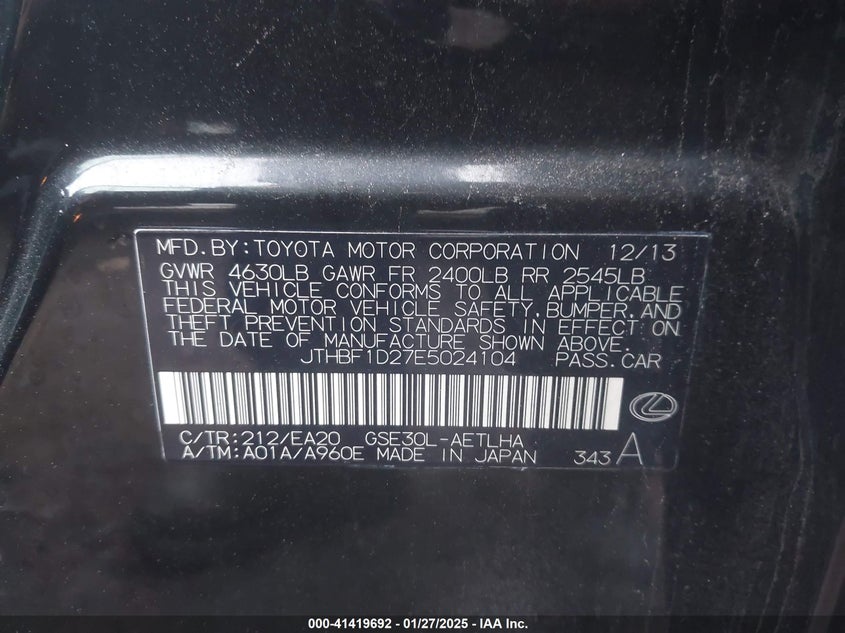 MFD.BY:TOYOTA MOTOR CORPORATION 12/13
GVWR 4630LB GAWR FR 2400LB RR 2545LB
THIS VEHICLE CONFORMS TO ALL APPLICABLE
FEDERAL MOTOR VEHICLE SAFETY,BUMPER,AND
THEFT PREVENTION STANDARDS IN EFFECT ON
THE DATE OF MANUFACTURE SHOWN ABOVE.
JTHBF1D27E5024104 PASS.CAR
C/TR:212/EA20 GSE30L-AETLHA
A/TM:A01A/A960E MADE IN JAPAN 343 A
000-41419692 - 01/27/2025 - IAA Inc.